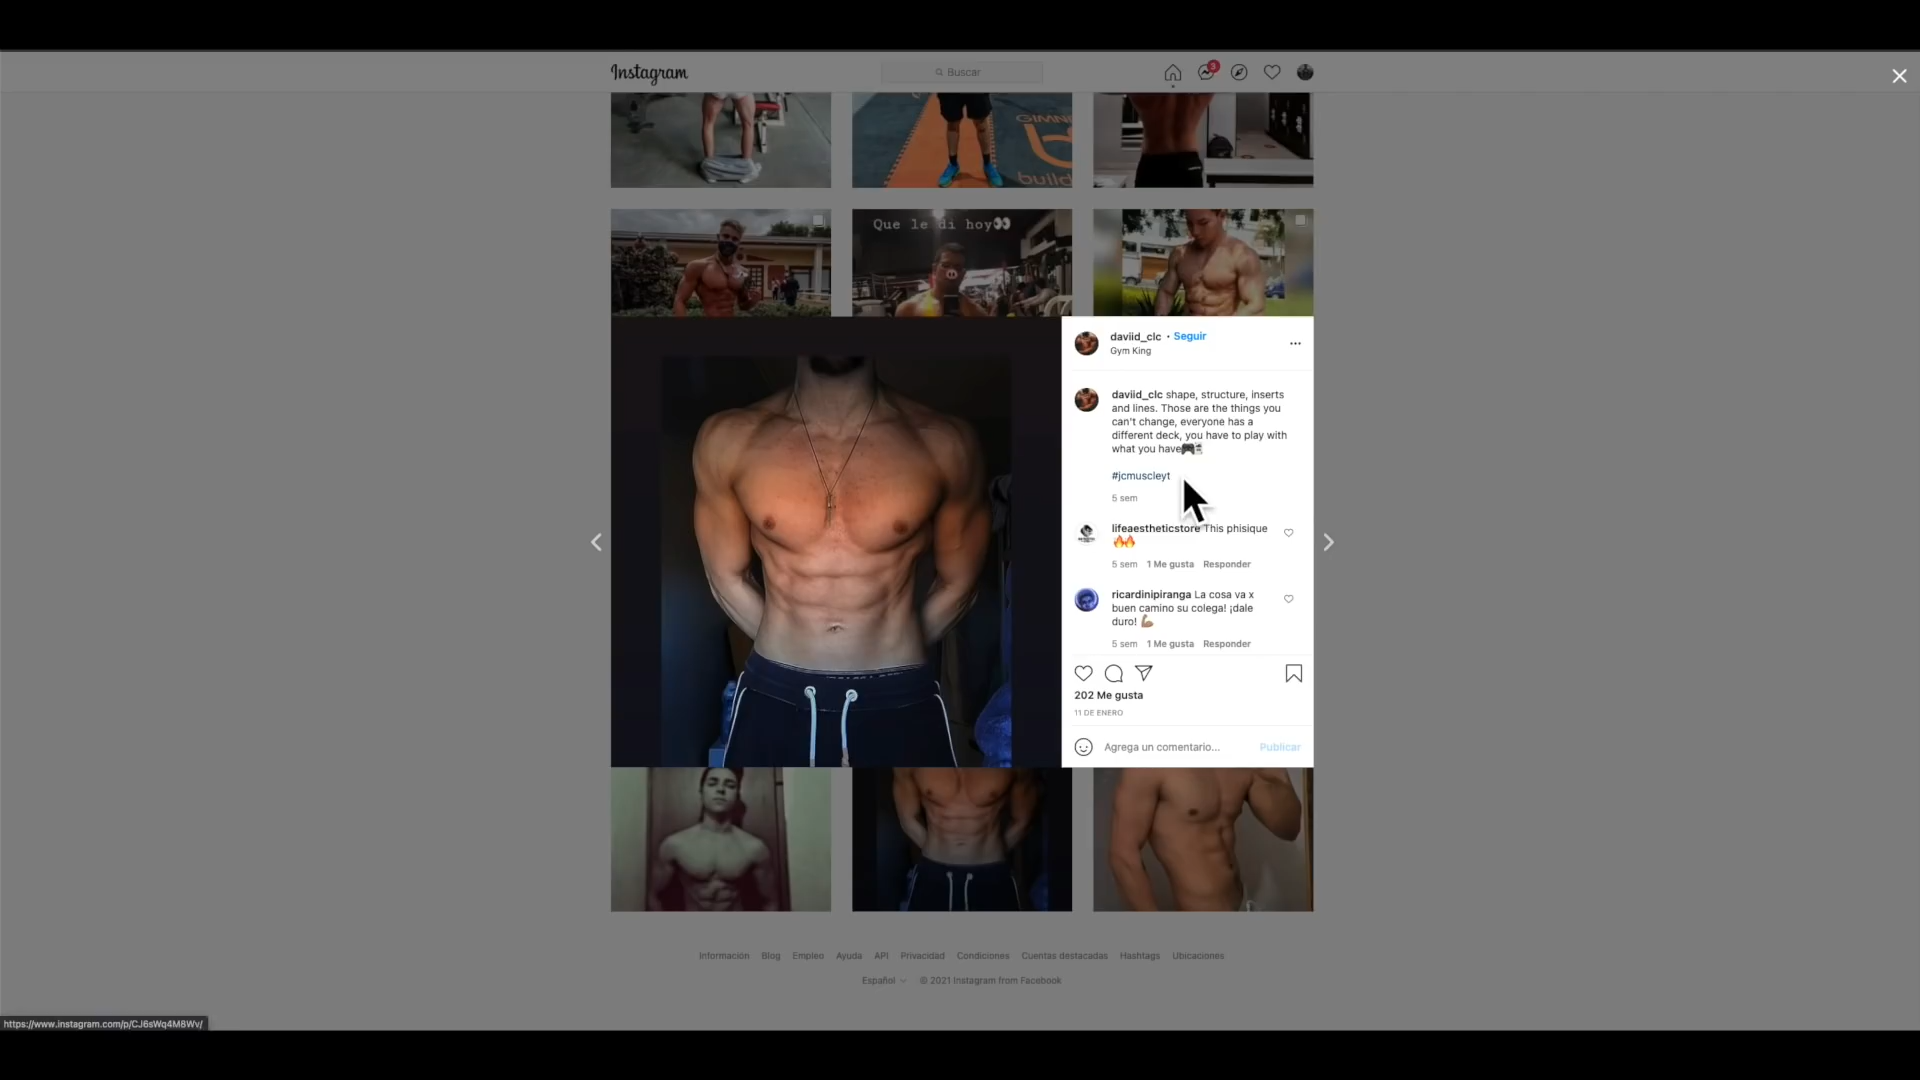 Instagram
Buscar
3
GIMN
build
Que le di hoy👀
daviid_clc • Seguir
Gym King
daviid_clc shape, structure, inserts
and lines. Those are the things you
can't change, everyone has a
different deck, you have to play with
what you have🎮🃏
#jcmuscleyt
5 sem
lifeaestheticstore This phisique
🔥🔥
5 sem 1 Me gusta Responder
ricardinipiranga La cosa va x
buen camino su colega! ¡dale
duro! 💪🏽
5 sem 1 Me gusta Responder
202 Me gusta
11 DE ENERO
Agrega un comentario... Publicar
Información Blog Empleo Ayuda API Privacidad Condiciones Cuentas destacadas Hashtags Ubicaciones
Español © 2021 Instagram from Facebook
https://www.instagram.com/p/CJ6sWq4M8Wv/